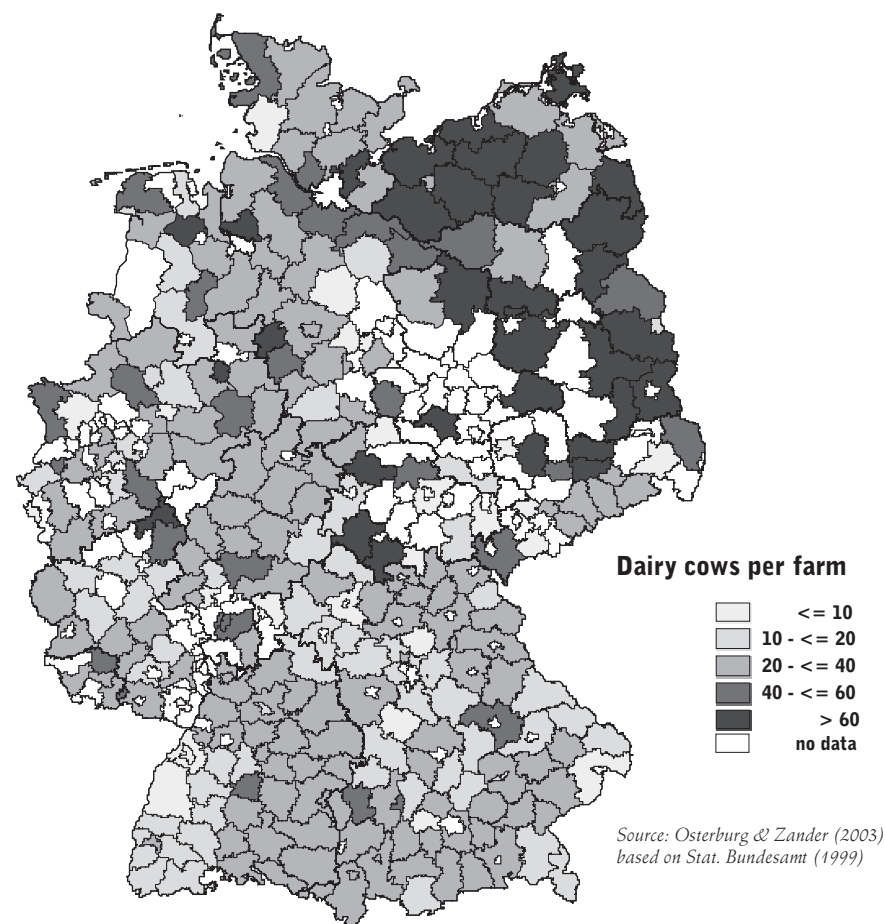 Dairy cows per farm
<= 10
10 - <= 20
20 - <= 40
40 - <= 60
> 60
no data
Source: Osterburg & Zander (2003)
based on Stat. Bundesamt (1999)